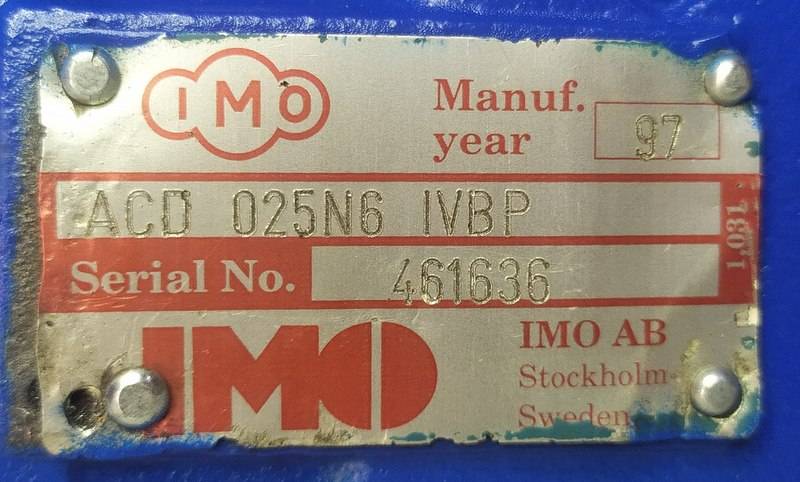 IMO
Manuf.
year 97
ACD 025N6 IVBP
1,031
Serial No. 461636
IMO
IMO AB
Stockholm-
Sweden